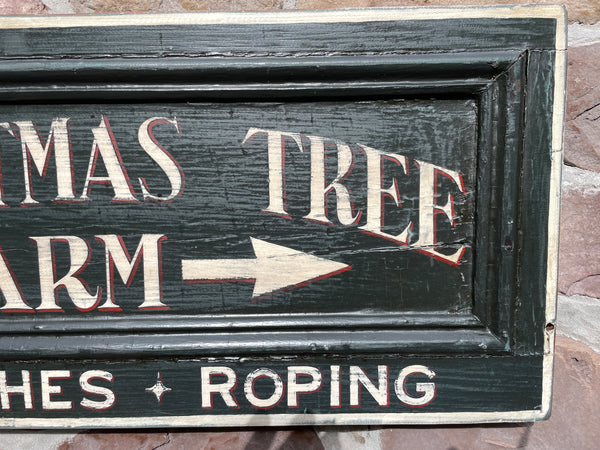 TMAS TREE
ARM
HES ROPING